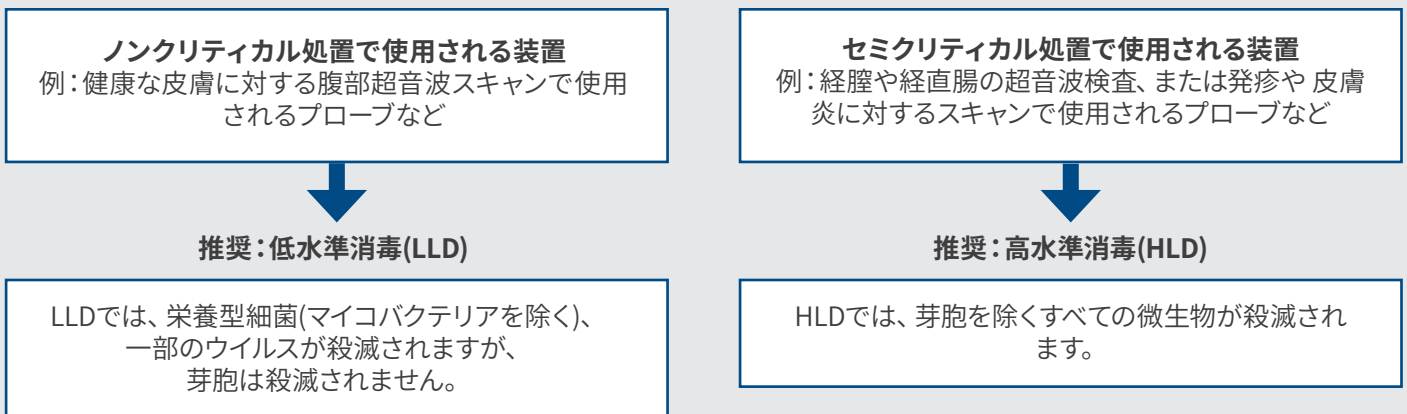 ノンクリティカル処置で使用される装置
例：健康な皮膚に対する腹部超音波スキャンで使用
されるプローブなど
推奨：低水準消毒(LLD)
LLDでは、栄養型細菌(マイコバクテリアを除く)、
一部のウイルスが殺滅されますが、
芽胞は殺滅されません。
セミクリティカル処置で使用される装置
例：経膣や経直腸の超音波検査、または発疹や 皮膚
炎に対するスキャンで使用されるプローブなど
推奨：高水準消毒(HLD)
HLDでは、芽胞を除くすべての微生物が殺滅され
ます。